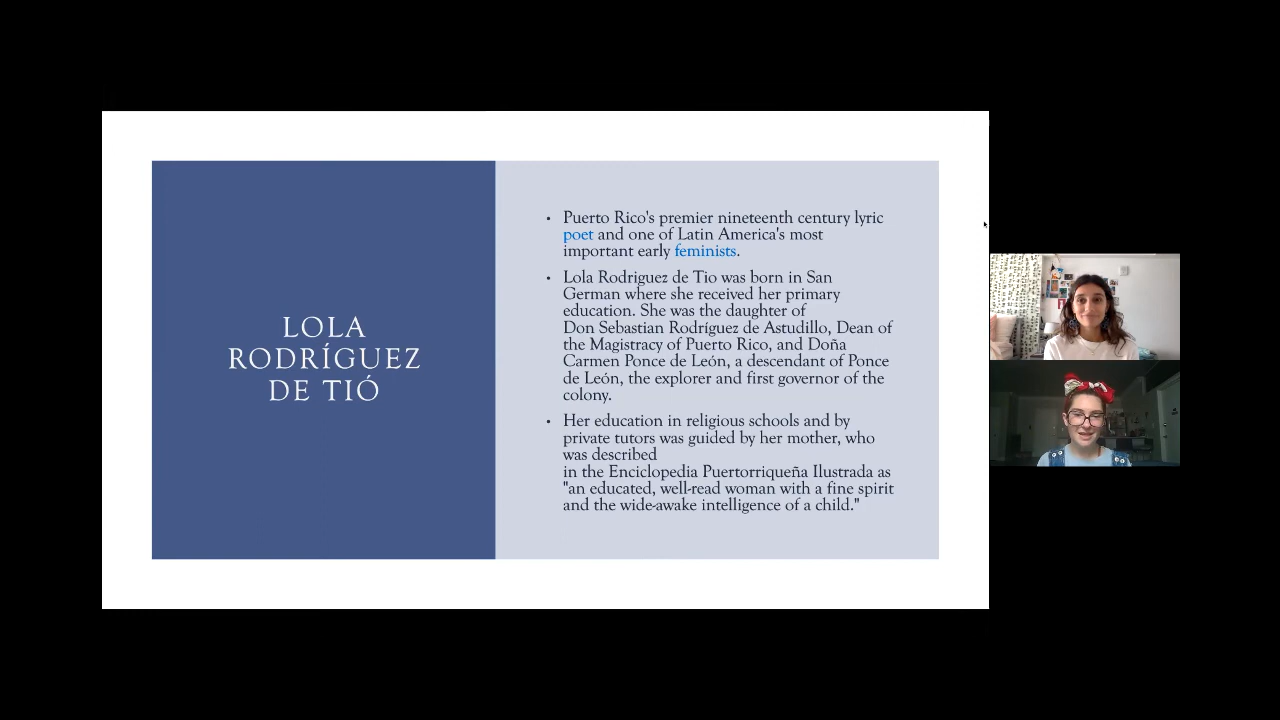 LOLA
RODRÍGUEZ
DE TIÓ
• Puerto Rico's premier nineteenth century lyric
poet and one of Latin America's most
important early feminists.
• Lola Rodriguez de Tio was born in San
German where she received her primary
education. She was the daughter of
Don Sebastian Rodríguez de Astudillo, Dean of
the Magistracy of Puerto Rico, and Doña
Carmen Ponce de León, a descendant of Ponce
de León, the explorer and first governor of the
colony.
• Her education in religious schools and by
private tutors was guided by her mother, who
was described
in the Enciclopedia Puertorriqueña Ilustrada as
"an educated, well-read woman with a fine spirit
and the wide-awake intelligence of a child."